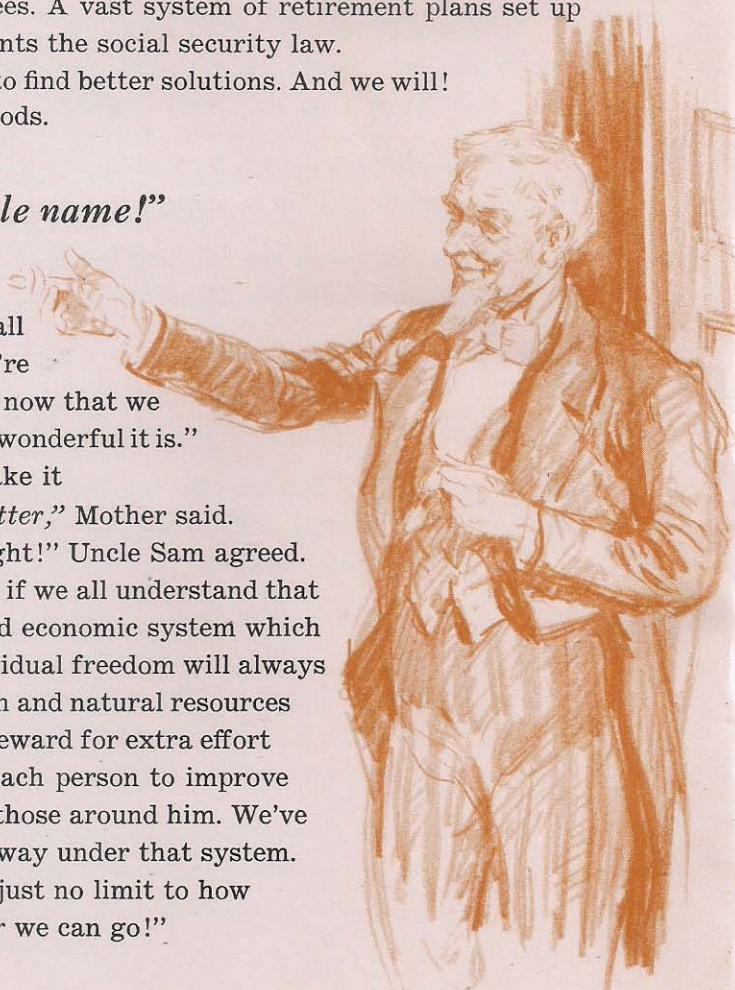 ees. A vast system of retirement plans set up
nts the social security law.
to find better solutions. And we will!
ods.
le name!”
all
’re
now that we
wonderful it is.”
ke it
tter,” Mother said.
ght!” Uncle Sam agreed.
if we all understand that
d economic system which
vidual freedom will always
n and natural resources
eward for extra effort
ach person to improve
those around him. We’ve
way under that system.
just no limit to how
r we can go!”